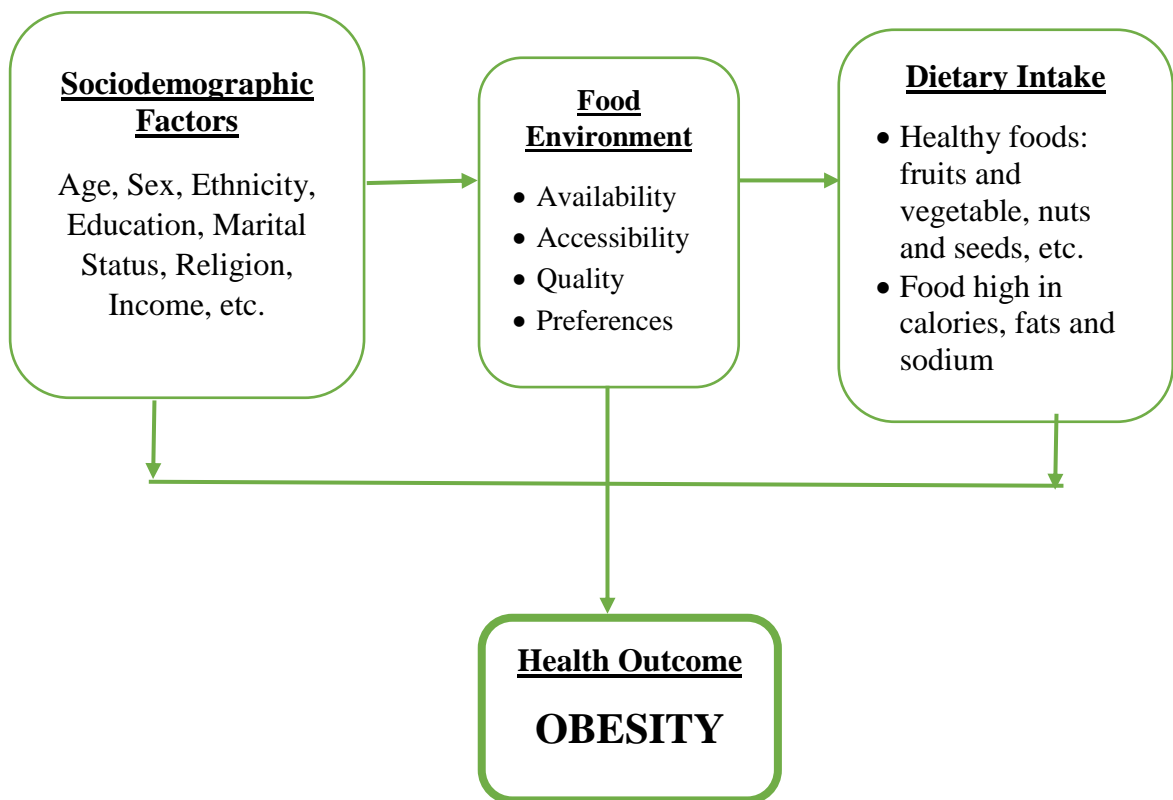 Sociodemographic
Factors
Age, Sex, Ethnicity,
Education, Marital
Status, Religion,
Income, etc.
Food
Environment
• Availability
• Accessibility
• Quality
• Preferences
Dietary Intake
• Healthy foods:
fruits and
vegetable, nuts
and seeds, etc.
• Food high in
calories, fats and
sodium
Health Outcome
OBESITY